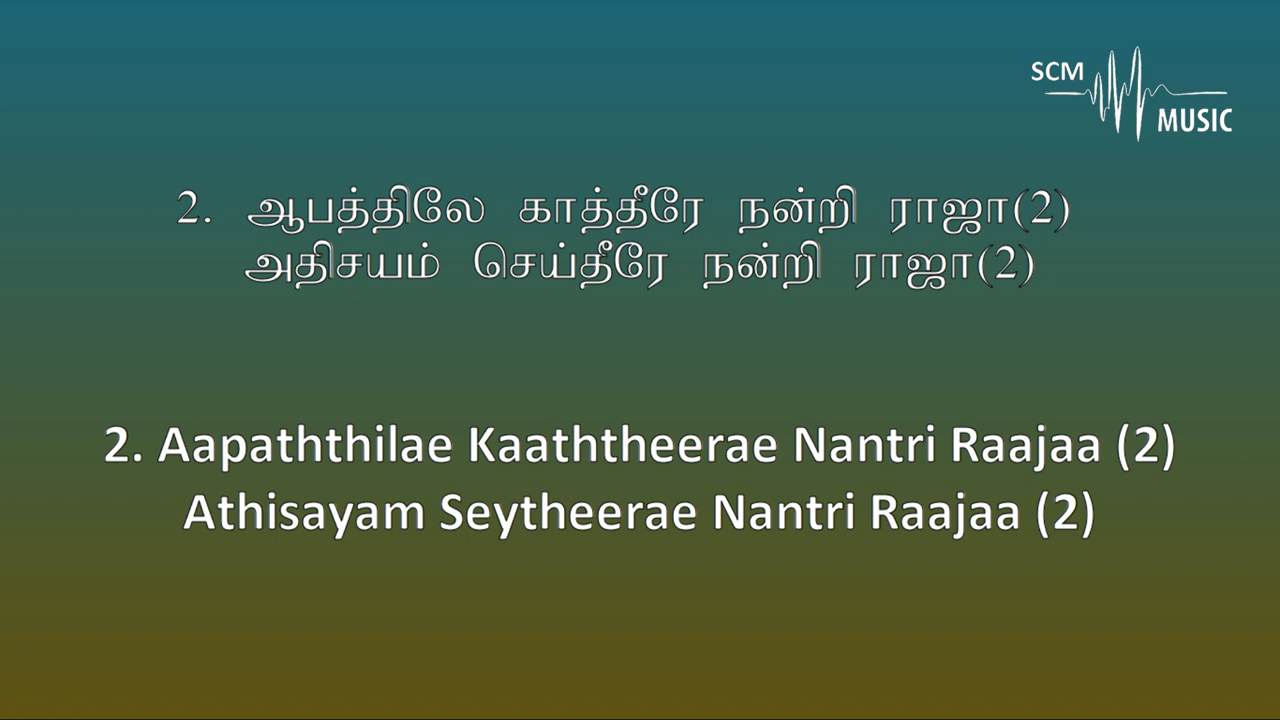 SCM
MUSIC
2. ஆபத்திலே காத்தீரே நன்றி ராஜா(2)
அதிசயம் செய்தீரே நன்றி ராஜா(2)
2. Aapaththilae Kaaththeerae Nantri Raajaa (2)
Athisayam Seytheerae Nantri Raajaa (2)